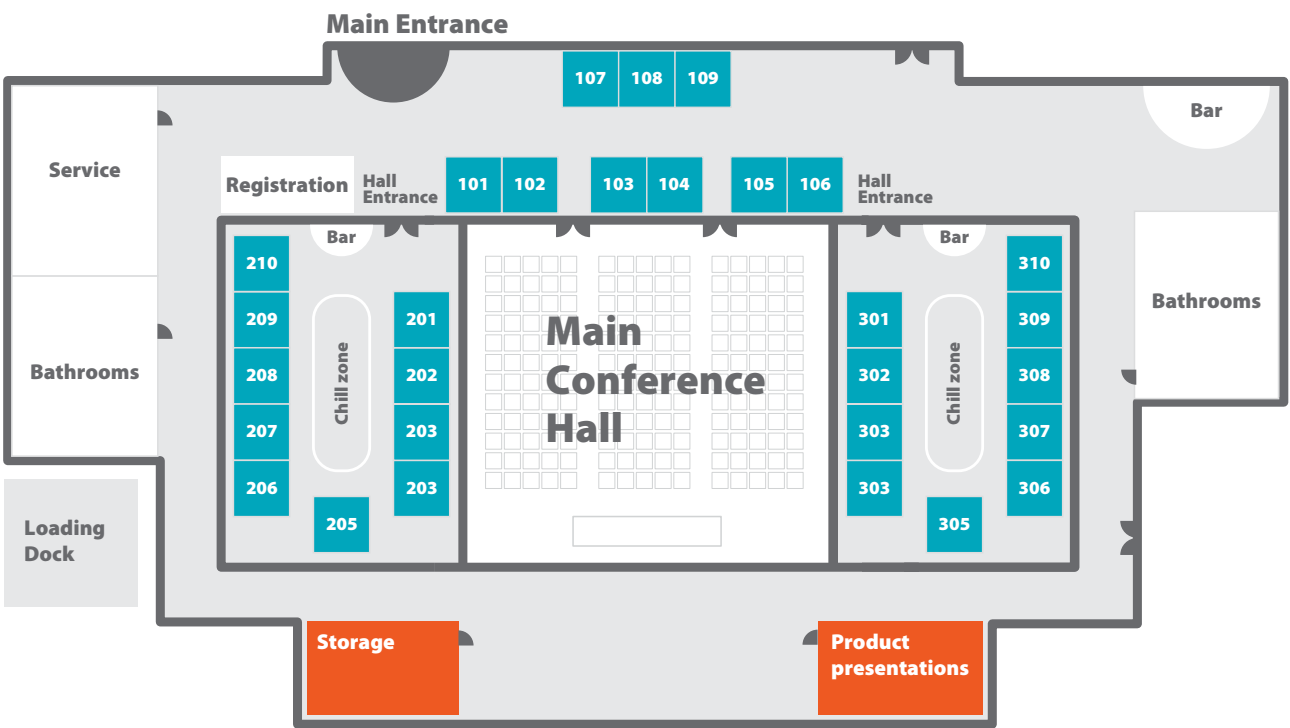 Main Entrance
107 108 109
Bar
Service
Registration
Hall
Entrance
101 102 103 104 105 106
Hall
Entrance
Bar
Bar
210
310
Bathrooms
209
201
Main
Conference
Hall
301
309
208
Chill zone
202
302
Chill zone
308
Bathrooms
207
203
303
307
206
203
303
306
205
305
Loading
Dock
Storage
Product
presentations